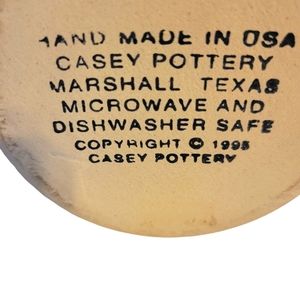 HAND MADE IN USA
CASEY POTTERY
MARSHALL TEXAS
MICROWAVE AND
DISHWASHER SAFE
COPYRIGHT © 1995
CASEY POTTERY